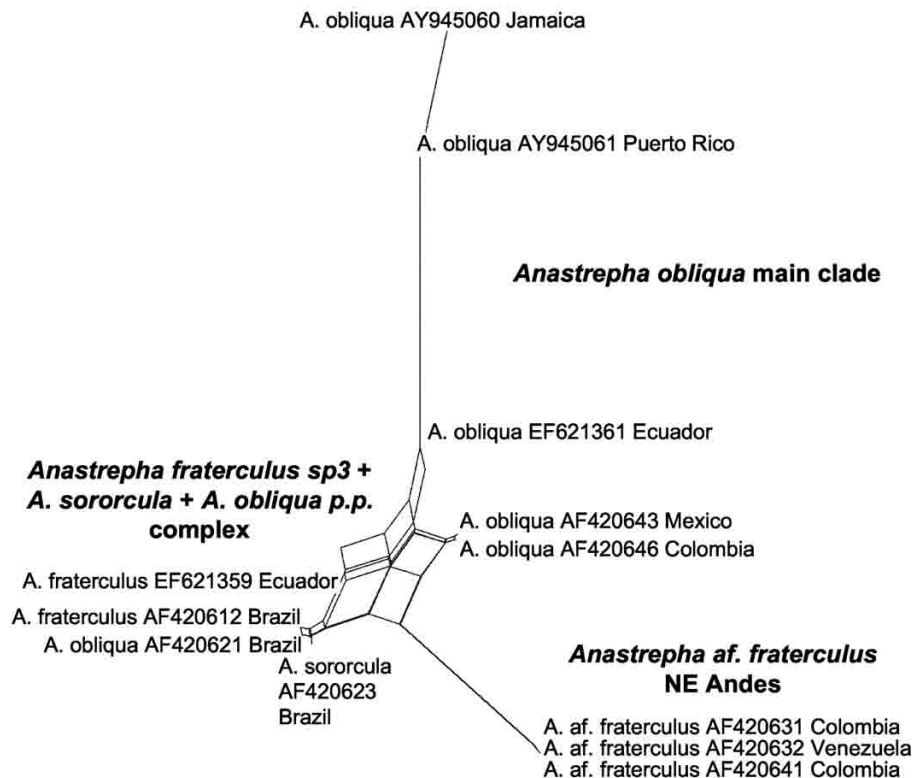 A. obliqua AY945060 Jamaica
A. obliqua AY945061 Puerto Rico
Anastrepha obliqua main clade
A. obliqua EF621361 Ecuador
Anastrepha fraterculus sp3 +
A. sororcula + A. obliqua p.p.
complex
A. obliqua AF420643 Mexico
A. obliqua AF420646 Colombia
A. fraterculus EF621359 Ecuador
A. fraterculus AF420612 Brazil
A. obliqua AF420621 Brazil
A. sororcula
AF420623
Brazil
Anastrepha af. fraterculus
NE Andes
A. af. fraterculus AF420631 Colombia
A. af. fraterculus AF420632 Venezuela
A. af. fraterculus AF420641 Colombia